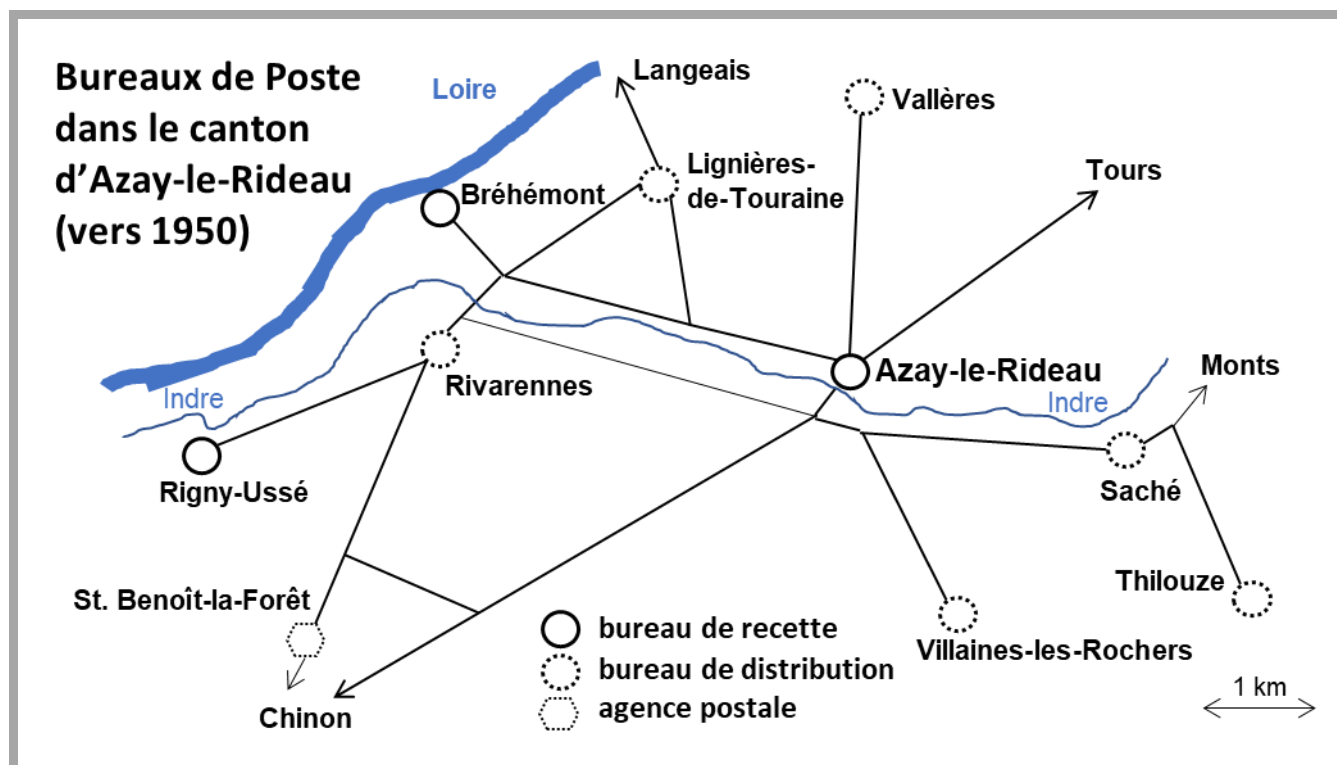 Bureaux de Poste
dans le canton
d'Azay-le-Rideau
(vers 1950)
Loire
Langeais
Vallères
Bréhémont
Lignières-
de-Touraine
Tours
Indre
Rivarennes
Azay-le-Rideau
Indre
Monts
Rigny-Ussé
Saché
St. Benoît-la-Forêt
Thilouze
Villaines-les-Rochers
Chinon
bureau de recette
bureau de distribution
agence postale
1 km